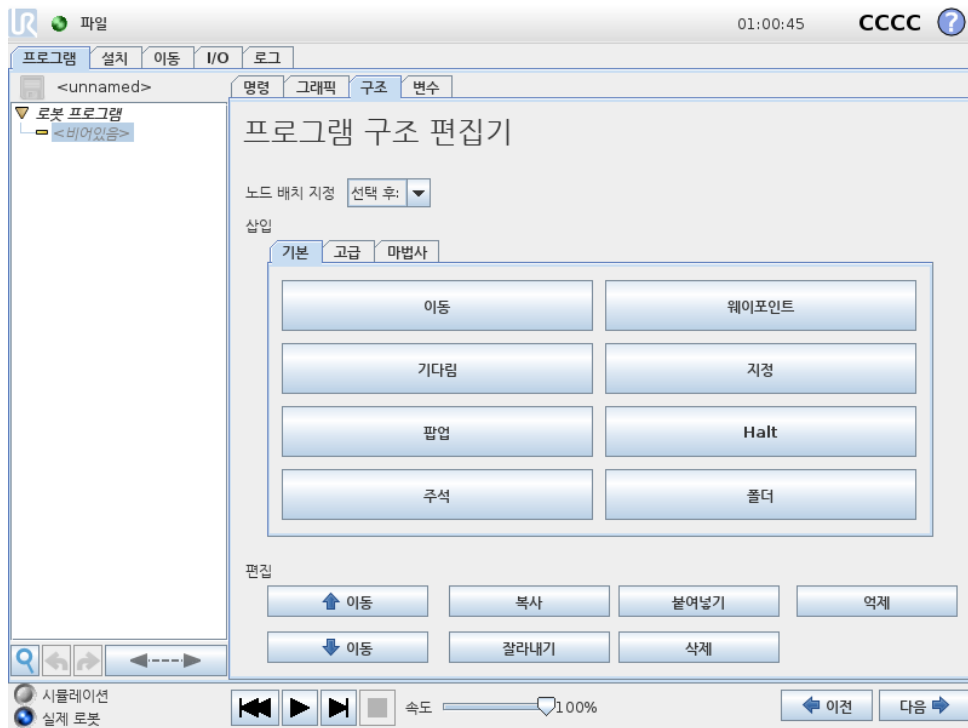 UR 파일 01:00:45 CCCC ?
프로그램 설치 이동 I/O 로그
<unnamed>
명령 그래픽 구조 변수
로봇 프로그램
<비어있음>
프로그램 구조 편집기
노드 배치 지정 선택 후:
삽입
기본 고급 마법사
이동 웨이포인트
기다림 지정
팝업 Halt
주석 폴더
편집
이동 복사 붙여넣기 억제
이동 잘라내기 삭제
시뮬레이션
실제 로봇
속도 100% 이전 다음